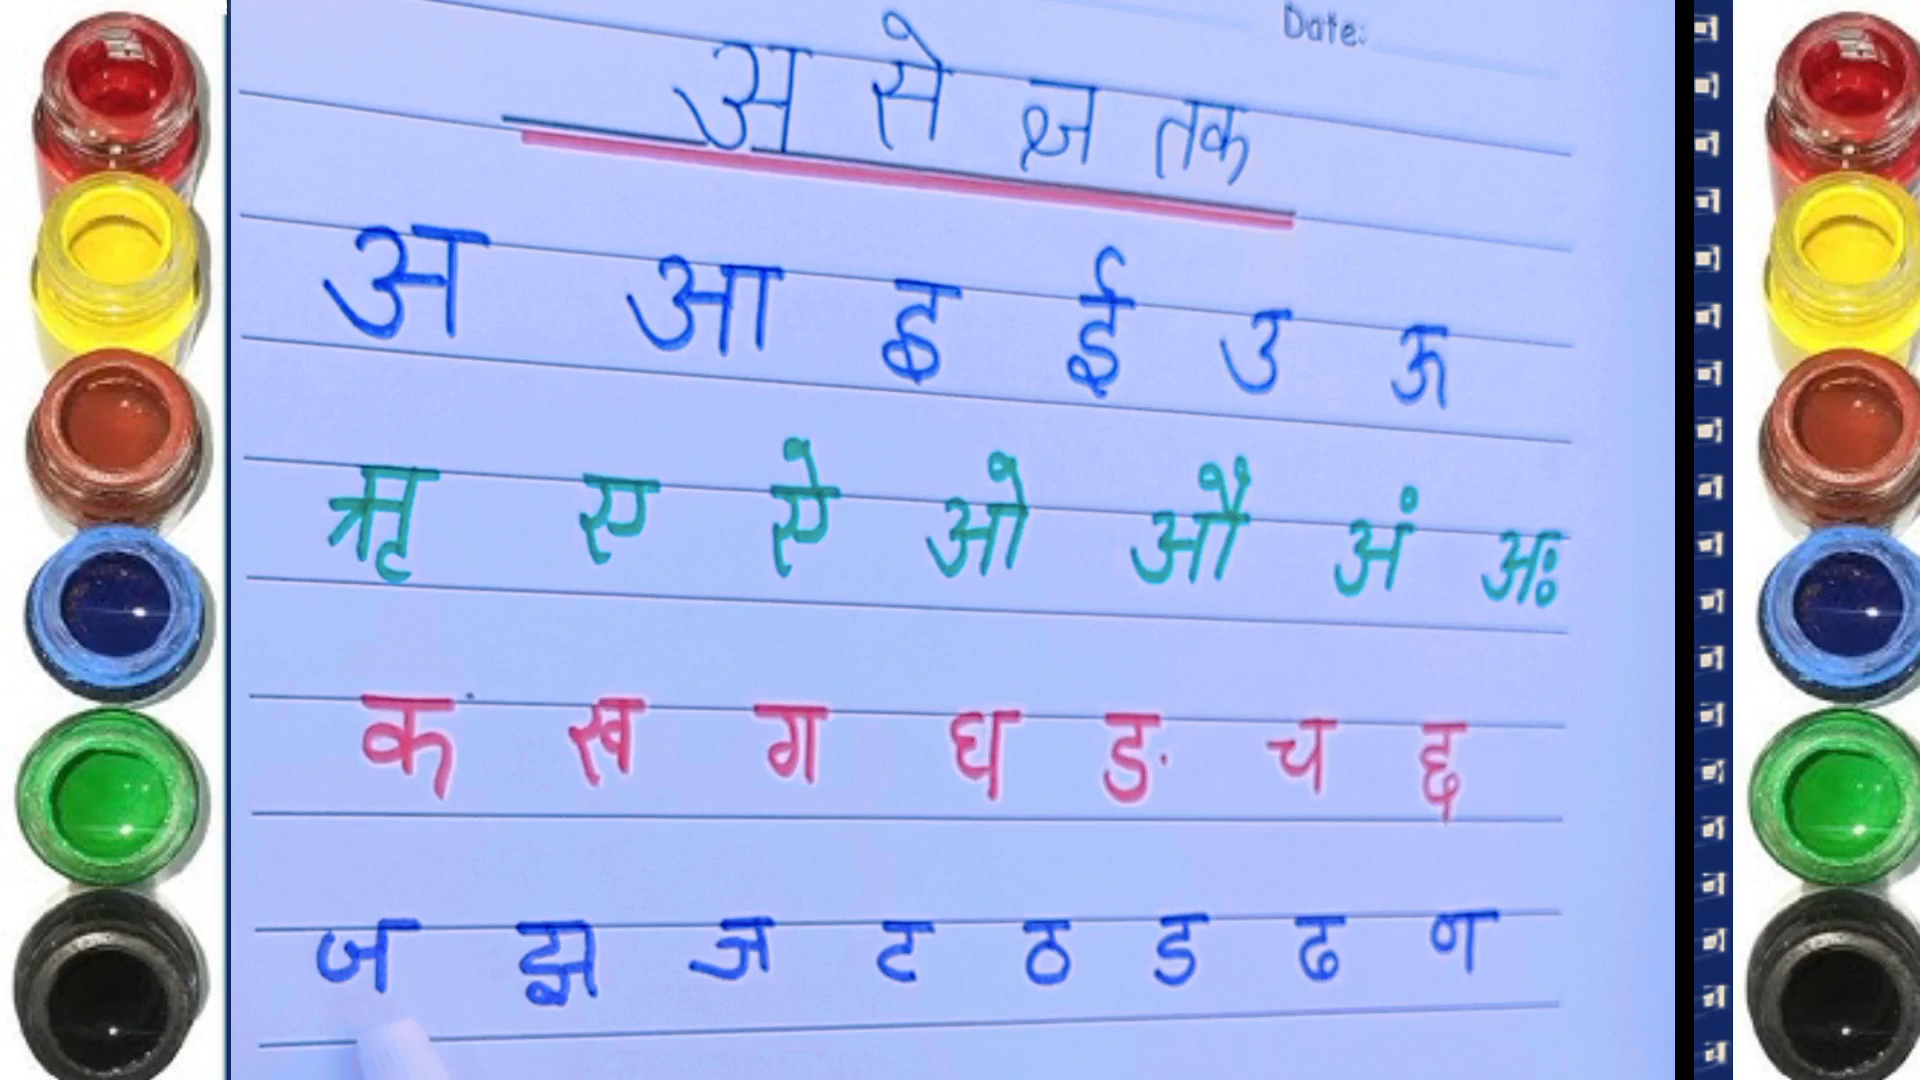 Date:
अ से ज्ञ तक
अ आ इ ई उ ऊ
ऋ ए ऐ ओ औ अं अः
क ख ग घ ङ च छ
ज झ ञ ट ठ ड ढ ण